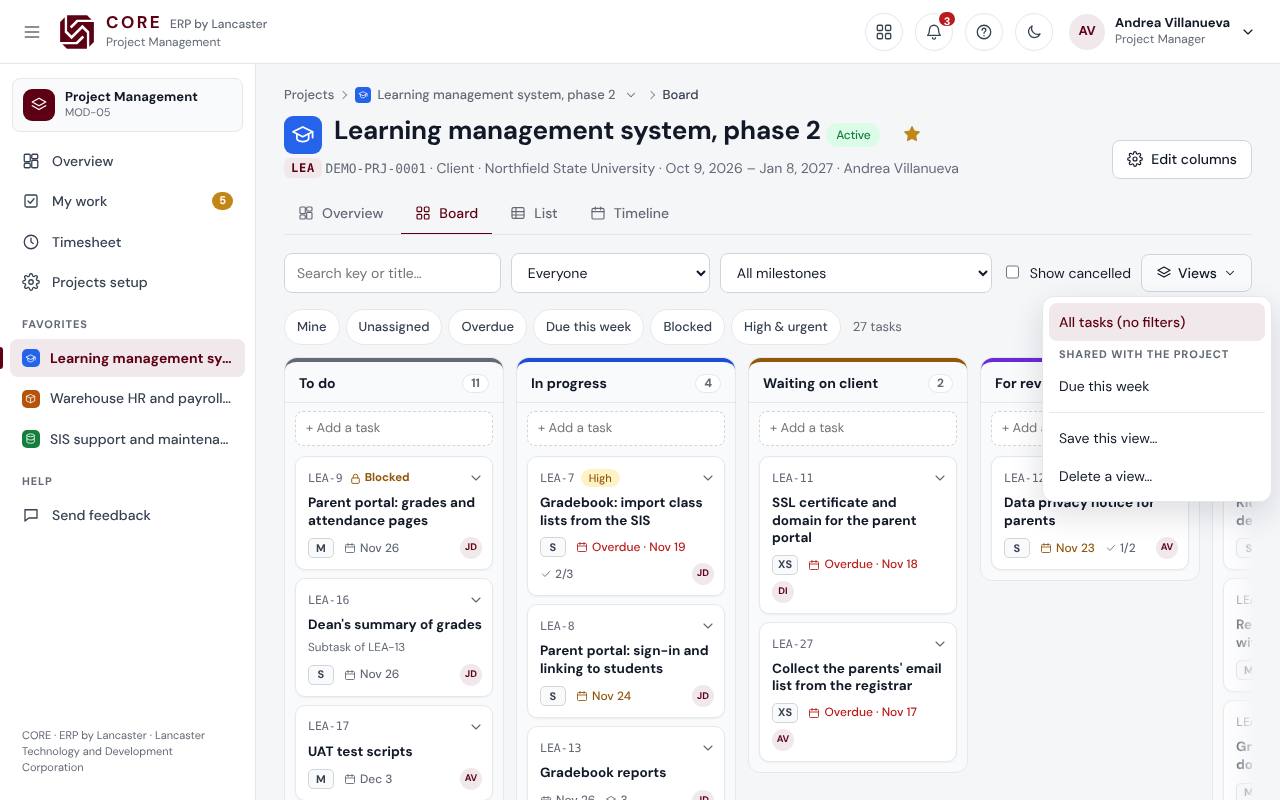 CORE ERP by Lancaster
Project Management
3
AV
Andrea Villanueva
Project Manager
Project Management
MOD-05
Overview
My work 5
Timesheet
Projects setup
FAVORITES
Learning management sy...
Warehouse HR and payroll...
SIS support and maintena...
HELP
Send feedback
CORE · ERP by Lancaster · Lancaster
Technology and Development
Corporation
Projects > Learning management system, phase 2 > Board
Learning management system, phase 2 Active
LEA DEMO-PRJ-0001 · Client · Northfield State University · Oct 9, 2026 – Jan 8, 2027 · Andrea Villanueva
Edit columns
Overview Board List Timeline
Search key or title... Everyone All milestones Show cancelled Views
Mine Unassigned Overdue Due this week Blocked High & urgent 27 tasks
All tasks (no filters)
SHARED WITH THE PROJECT
Due this week
Save this view...
Delete a view...
To do 11
+ Add a task
LEA-9 Blocked
Parent portal: grades and
attendance pages
M Nov 26 JD
LEA-16
Dean's summary of grades
Subtask of LEA-13
S Nov 26 JD
LEA-17
UAT test scripts
M Dec 3 AV
In progress 4
+ Add a task
LEA-7 High
Gradebook: import class
lists from the SIS
S Overdue · Nov 19
2/3 JD
LEA-8
Parent portal: sign-in and
linking to students
S Nov 24 JD
LEA-13
Gradebook reports
Nov 26 3
Waiting on client 2
+ Add a task
LEA-11
SSL certificate and
domain for the parent
portal
XS Overdue · Nov 18
DI
LEA-27
Collect the parents' email
list from the registrar
XS Overdue · Nov 17
AV
For rev
+ Add
LEA-12
Data privacy notice for
parents
S Nov 23 1/2 AV
de
S
LEA
Re
wi
M
LEA
Gr
do
M